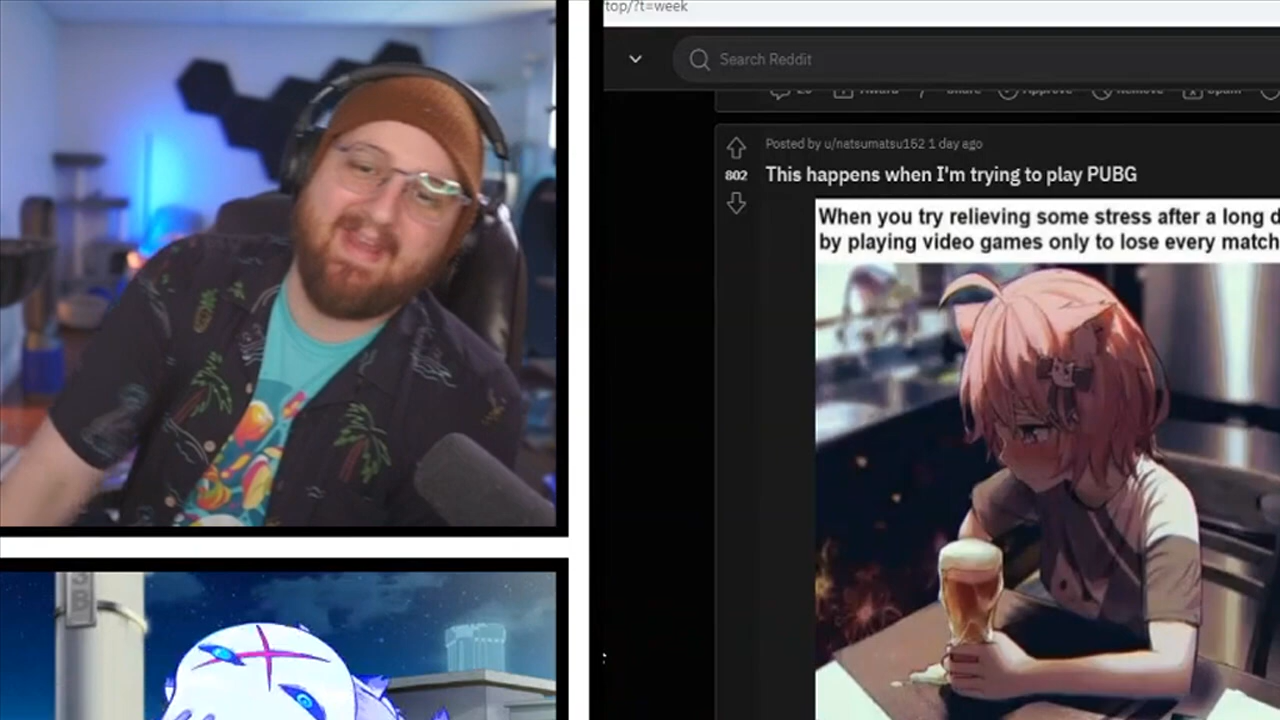 top/?t=week
Search Reddit
Posted by u/natsumatsu152 1 day ago
802
This happens when I'm trying to play PUBG
When you try relieving some stress after a long
by playing video games only to lose every match